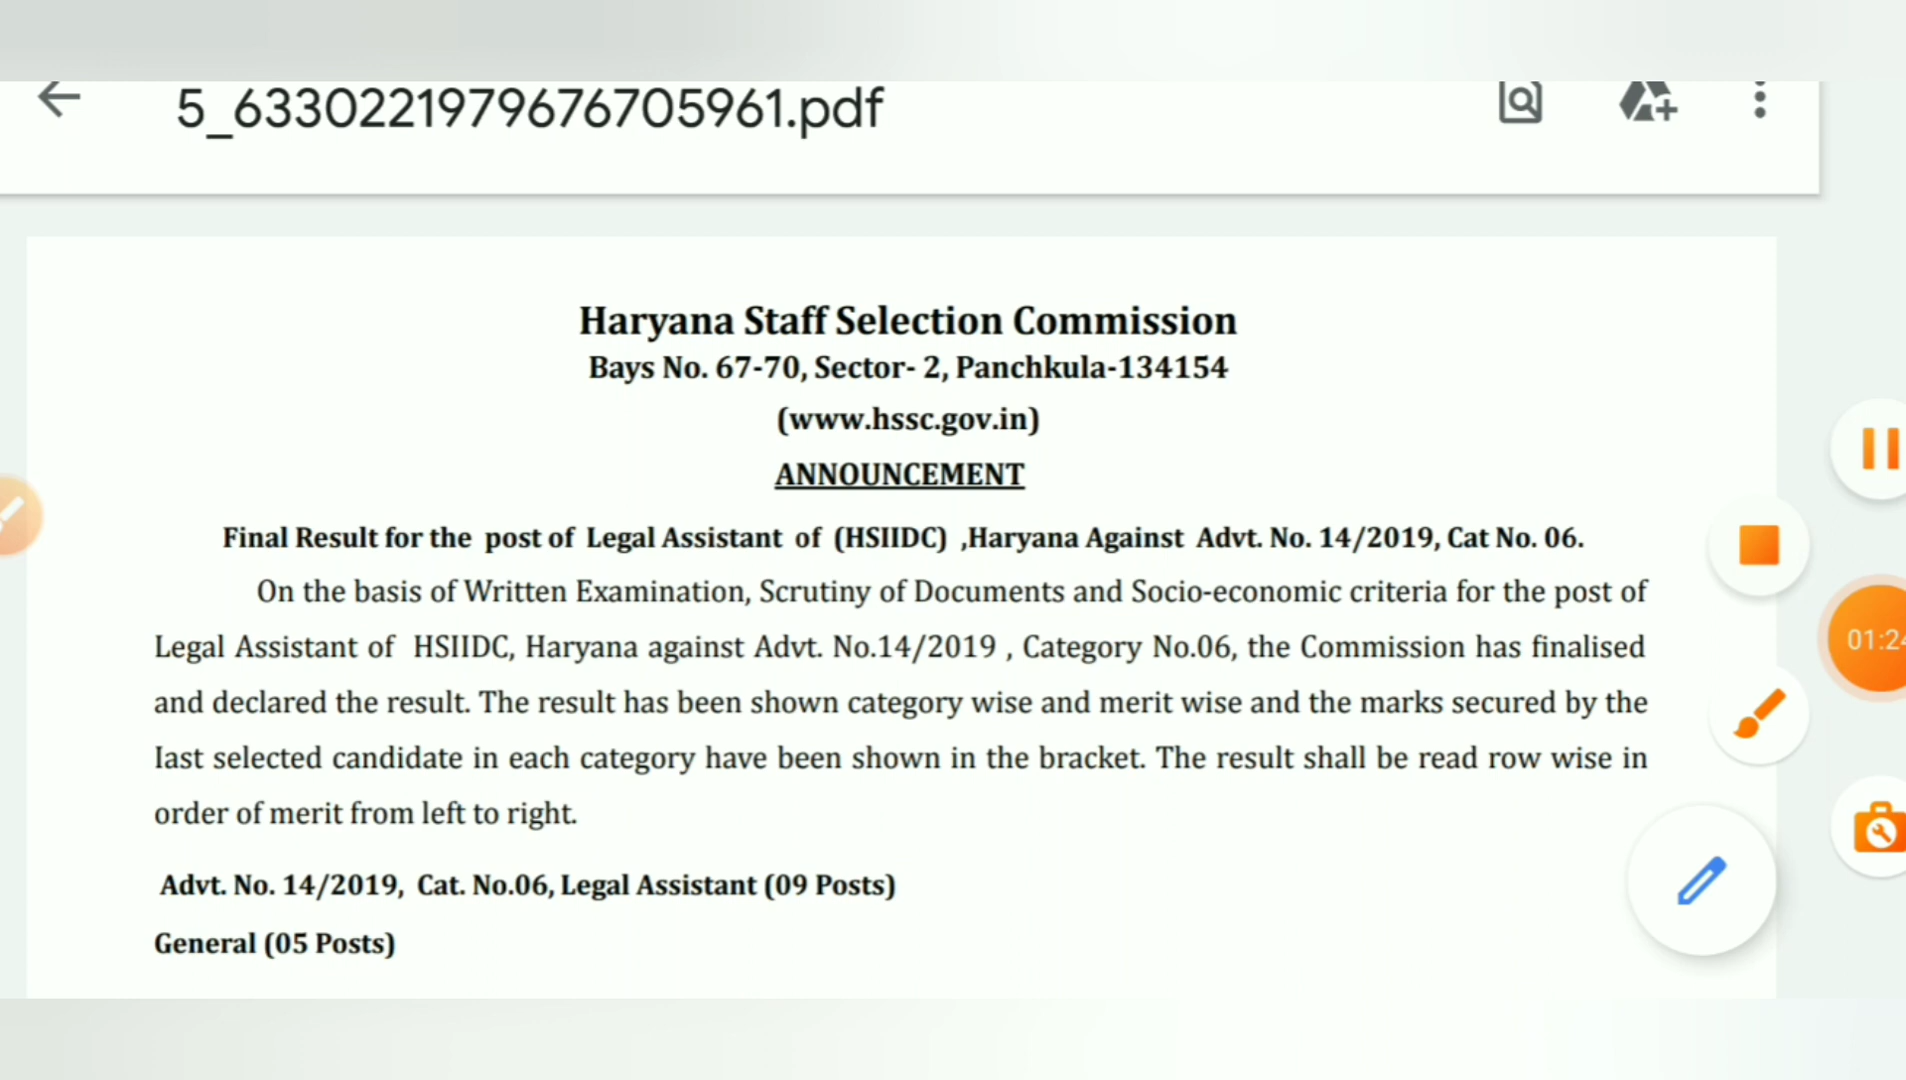 5_6330221979676705961.pdf
Haryana Staff Selection Commission
Bays No. 67-70, Sector- 2, Panchkula-134154
(www.hssc.gov.in)
ANNOUNCEMENT
Final Result for the post of Legal Assistant of (HSIIDC) ,Haryana Against Advt. No. 14/2019, Cat No. 06.
On the basis of Written Examination, Scrutiny of Documents and Socio-economic criteria for the post of
Legal Assistant of HSIIDC, Haryana against Advt. No.14/2019 , Category No.06, the Commission has finalised
and declared the result. The result has been shown category wise and merit wise and the marks secured by the
last selected candidate in each category have been shown in the bracket. The result shall be read row wise in
order of merit from left to right.
Advt. No. 14/2019, Cat. No.06, Legal Assistant (09 Posts)
General (05 Posts)
01:24